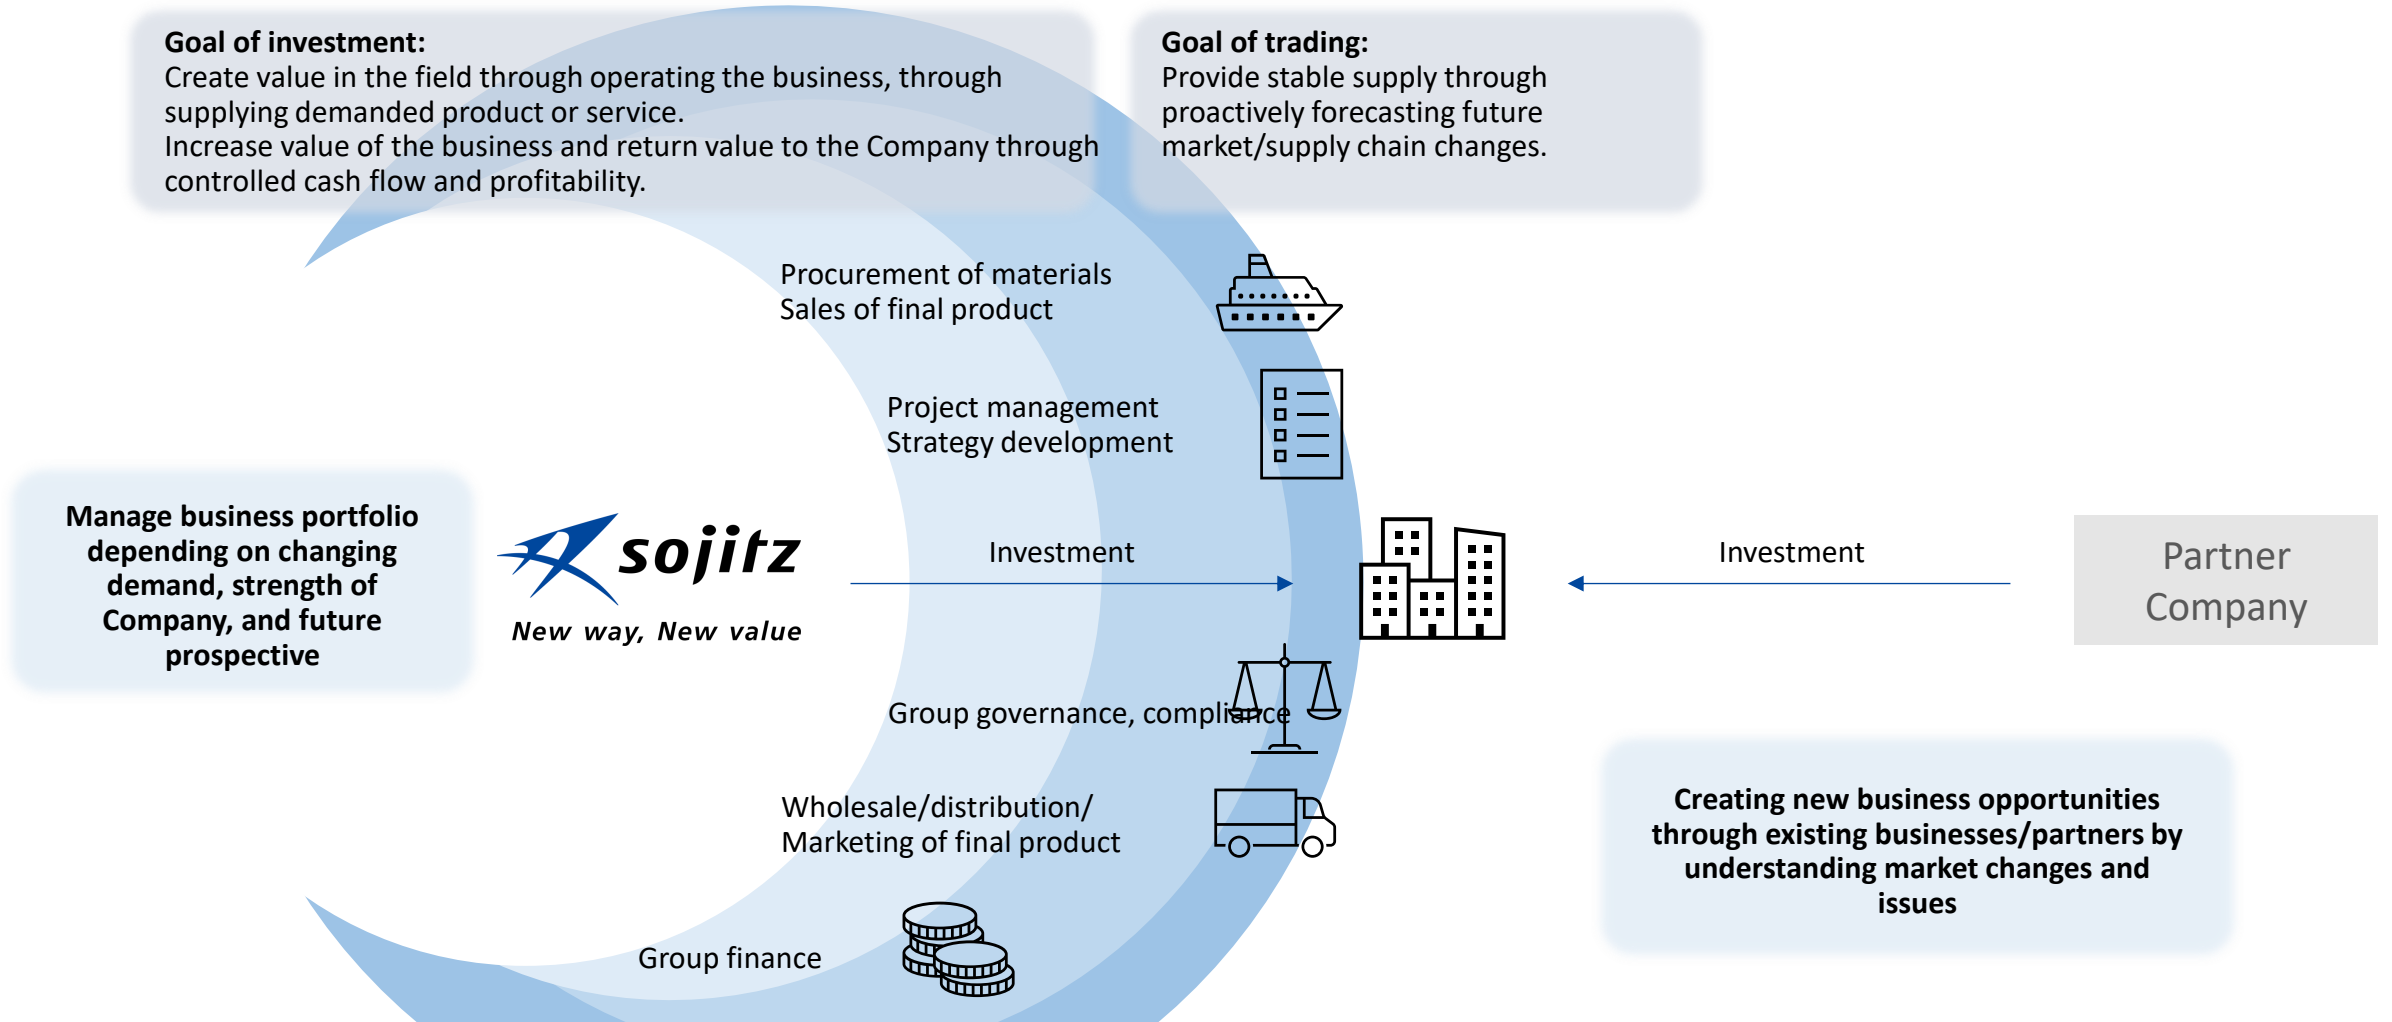 Goal of investment:
Create value in the field through operating the business, through
supplying demanded product or service.
Increase value of the business and return value to the Company through
controlled cash flow and profitability.
Goal of trading:
Provide stable supply through
proactively forecasting future
market/supply chain changes.
Procurement of materials
Sales of final product
Project management
Strategy development
Manage business portfolio
depending on changing
demand, strength of
Company, and future
prospective
sojitz
New way, New value
Investment
Investment
Partner
Company
Group governance, compliance
Wholesale/distribution/
Marketing of final product
Creating new business opportunities
through existing businesses/partners by
understanding market changes and
issues
Group finance